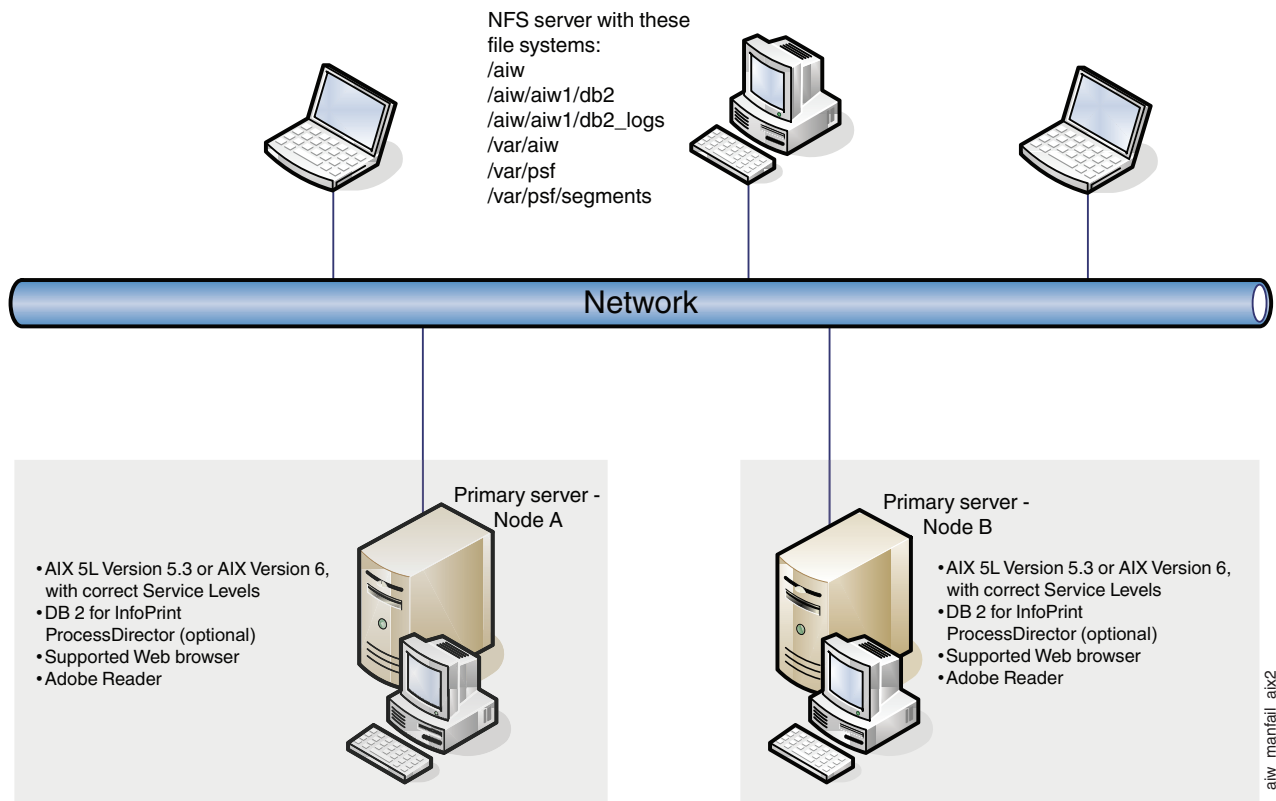 NFS server with these
file systems:
/aiw
/aiw/aiw1/db2
/aiw/aiw1/db2_logs
/var/aiw
/var/psf
/var/psf/segments
Network
Primary server -
Node A
•AIX 5L Version 5.3 or AIX Version 6,
with correct Service Levels
•DB 2 for InfoPrint
ProcessDirector (optional)
•Supported Web browser
•Adobe Reader
Primary server -
Node B
•AIX 5L Version 5.3 or AIX Version 6,
with correct Service Levels
•DB 2 for InfoPrint
ProcessDirector (optional)
•Supported Web browser
•Adobe Reader
aiw_manfail_aix2